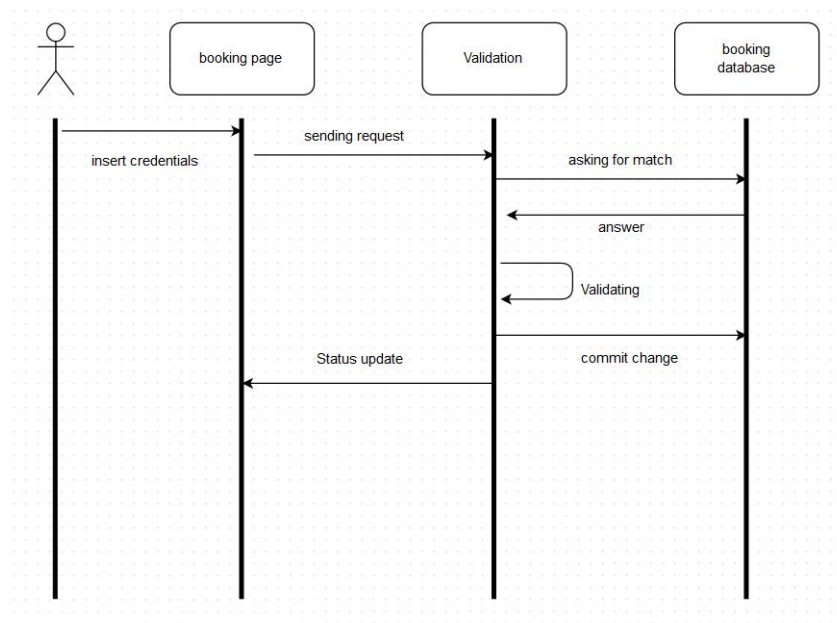 booking page
Validation
booking
database
insert credentials
sending request
asking for match
answer
Validating
commit change
Status update